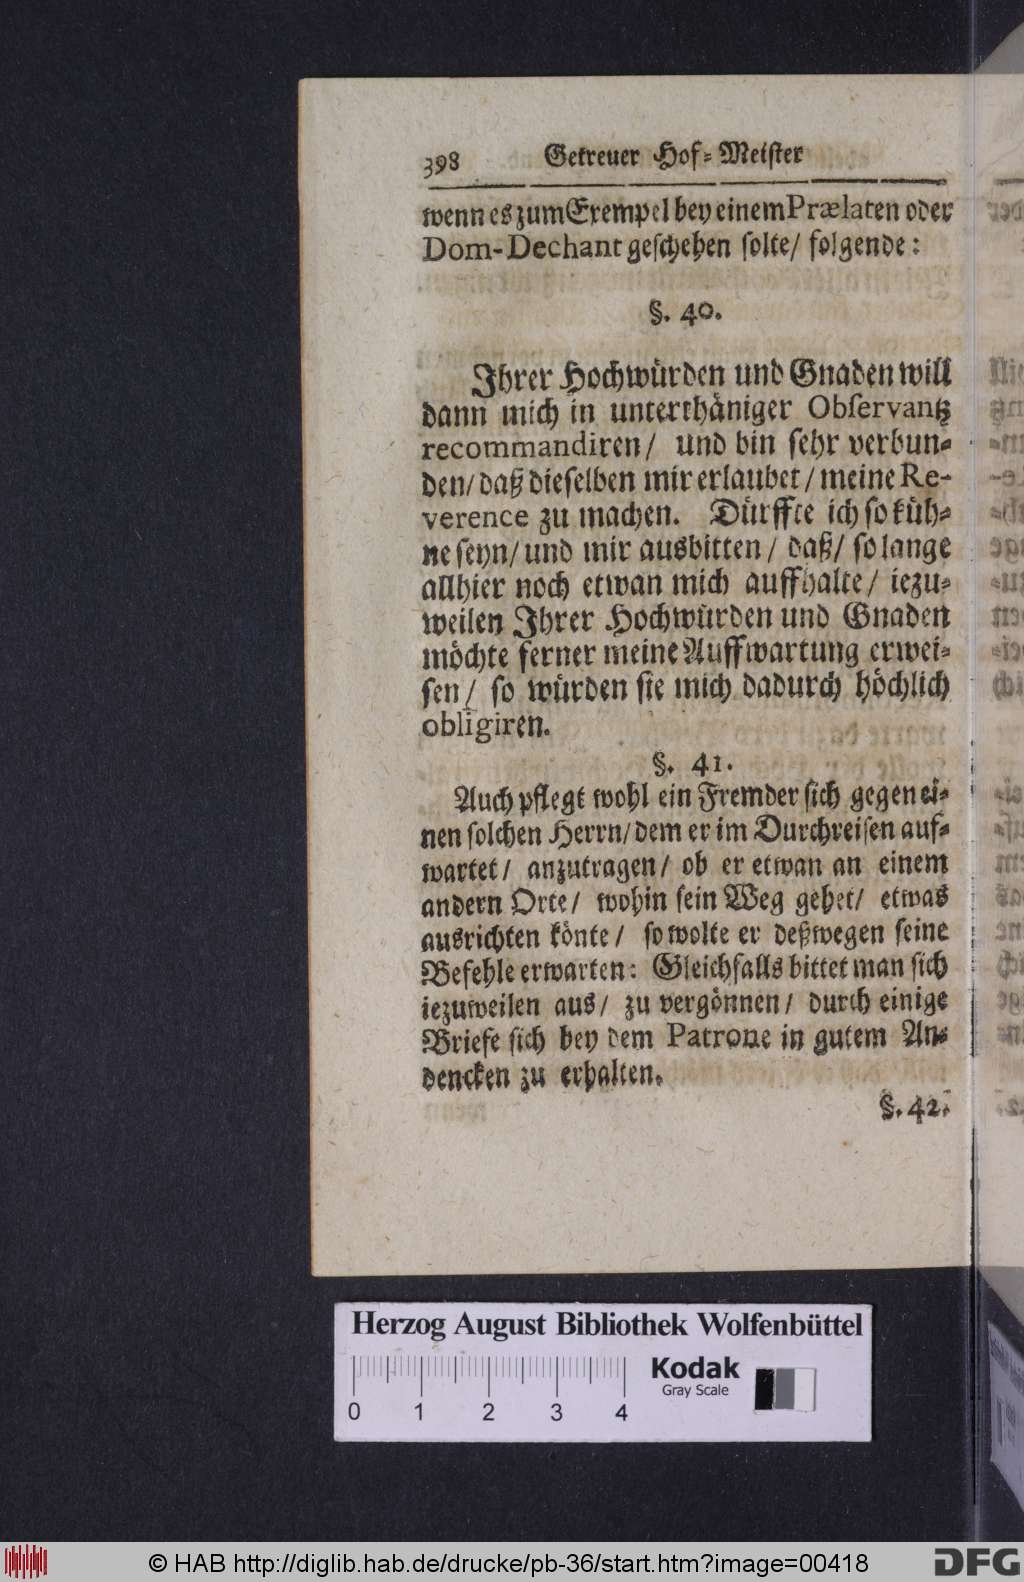 398 Getreuer Hof-Meister
wenn es zum Exempel bey einem Prælaten oder
Dom-Dechant geschehen solte/ folgende:
§. 40.
Ihrer Hochwürden und Gnaden will
dann mich in unterthäniger Observantz
recommandiren/ und bin sehr verbun-
den/ daß dieselben mir erlaubet/ meine Re-
verence zu machen. Dürffte ich so küh-
ne seyn/ und mir ausbitten/ daß/ so lange
allhier noch etwan mich auffhalte/ iezu-
weilen Ihrer Hochwürden und Gnaden
möchte ferner meine Auffwartung erwei-
sen/ so würden sie mich dadurch höchlich
obligiren.
§. 41.
Auch pflegt wohl ein Fremder sich gegen ei-
nen solchen Herrn/ dem er im Durchreisen auf-
wartet/ anzutragen/ ob er etwan an einem
andern Orte/ wohin sein Weg gehet/ etwas
ausrichten könte/ so wolte er deßwegen seine
Befehle erwarten: Gleichfalls bittet man sich
iezuweilen aus/ zu vergönnen/ durch einige
Briefe sich bey dem Patrone in gutem An-
dencken zu erhalten.
§. 42.
Herzog August Bibliothek Wolfenbüttel
Kodak
Gray Scale
0 1 2 3 4
© HAB http://diglib.hab.de/drucke/pb-36/start.htm?image=00418
DFG